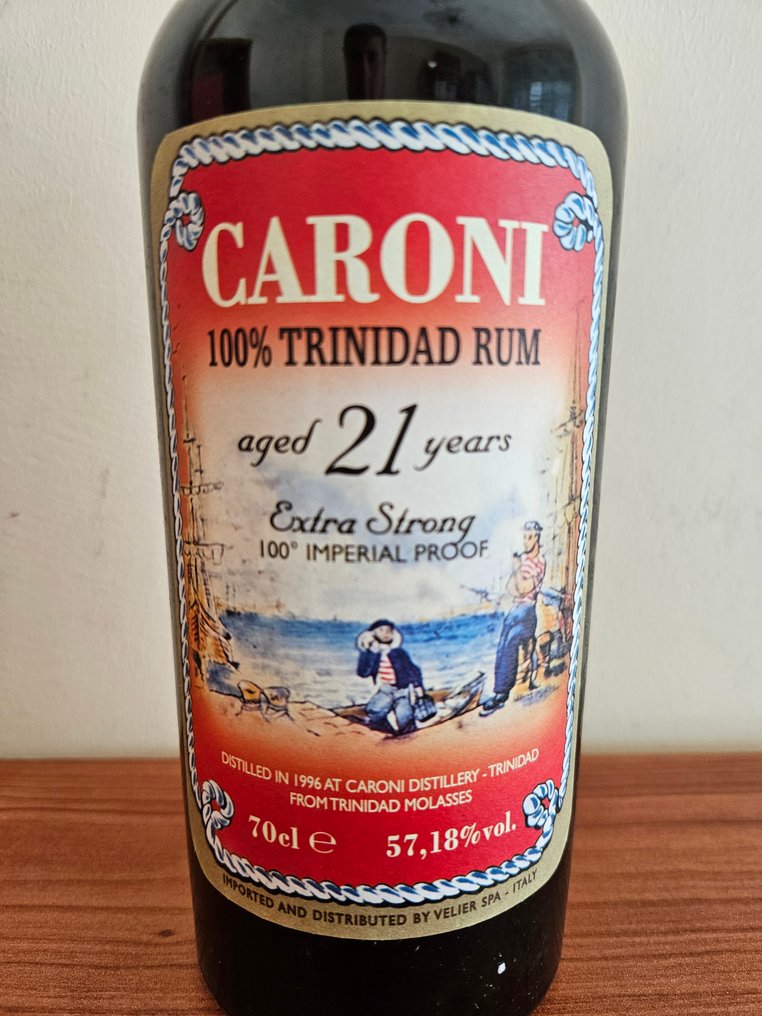 CARONI
100% TRINIDAD RUM
aged 21 years
Extra Strong
100° IMPERIAL PROOF
DISTILLED IN 1996 AT CARONI DISTILLERY - TRINIDAD
FROM TRINIDAD MOLASSES
70cl ℮ 57,18% vol.
IMPORTED AND DISTRIBUTED BY VELIER SPA - ITALY